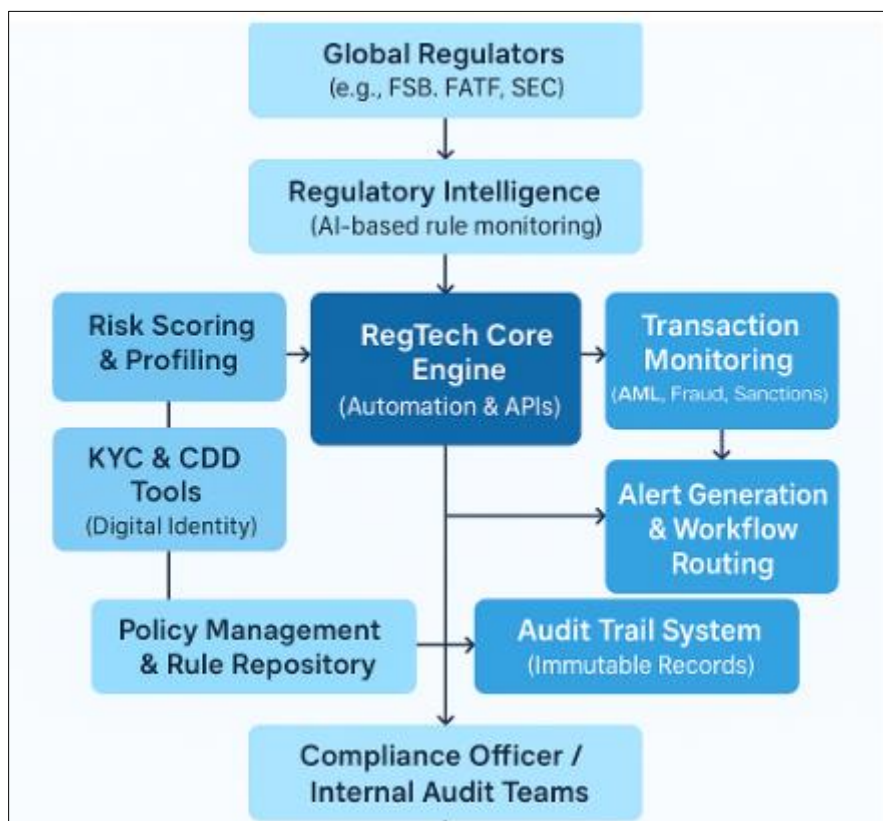 Global Regulators
(e.g., FSB. FATF, SEC)
Regulatory Intelligence
(AI-based rule monitoring)
Risk Scoring
& Profiling
RegTech Core
Engine
(Automation & APIs)
Transaction
Monitoring
(AML, Fraud, Sanctions)
KYC & CDD
Tools
(Digital Identity)
Alert Generation
& Workflow
Routing
Policy Management
& Rule Repository
Audit Trail System
(Immutable Records)
Compliance Officer /
Internal Audit Teams